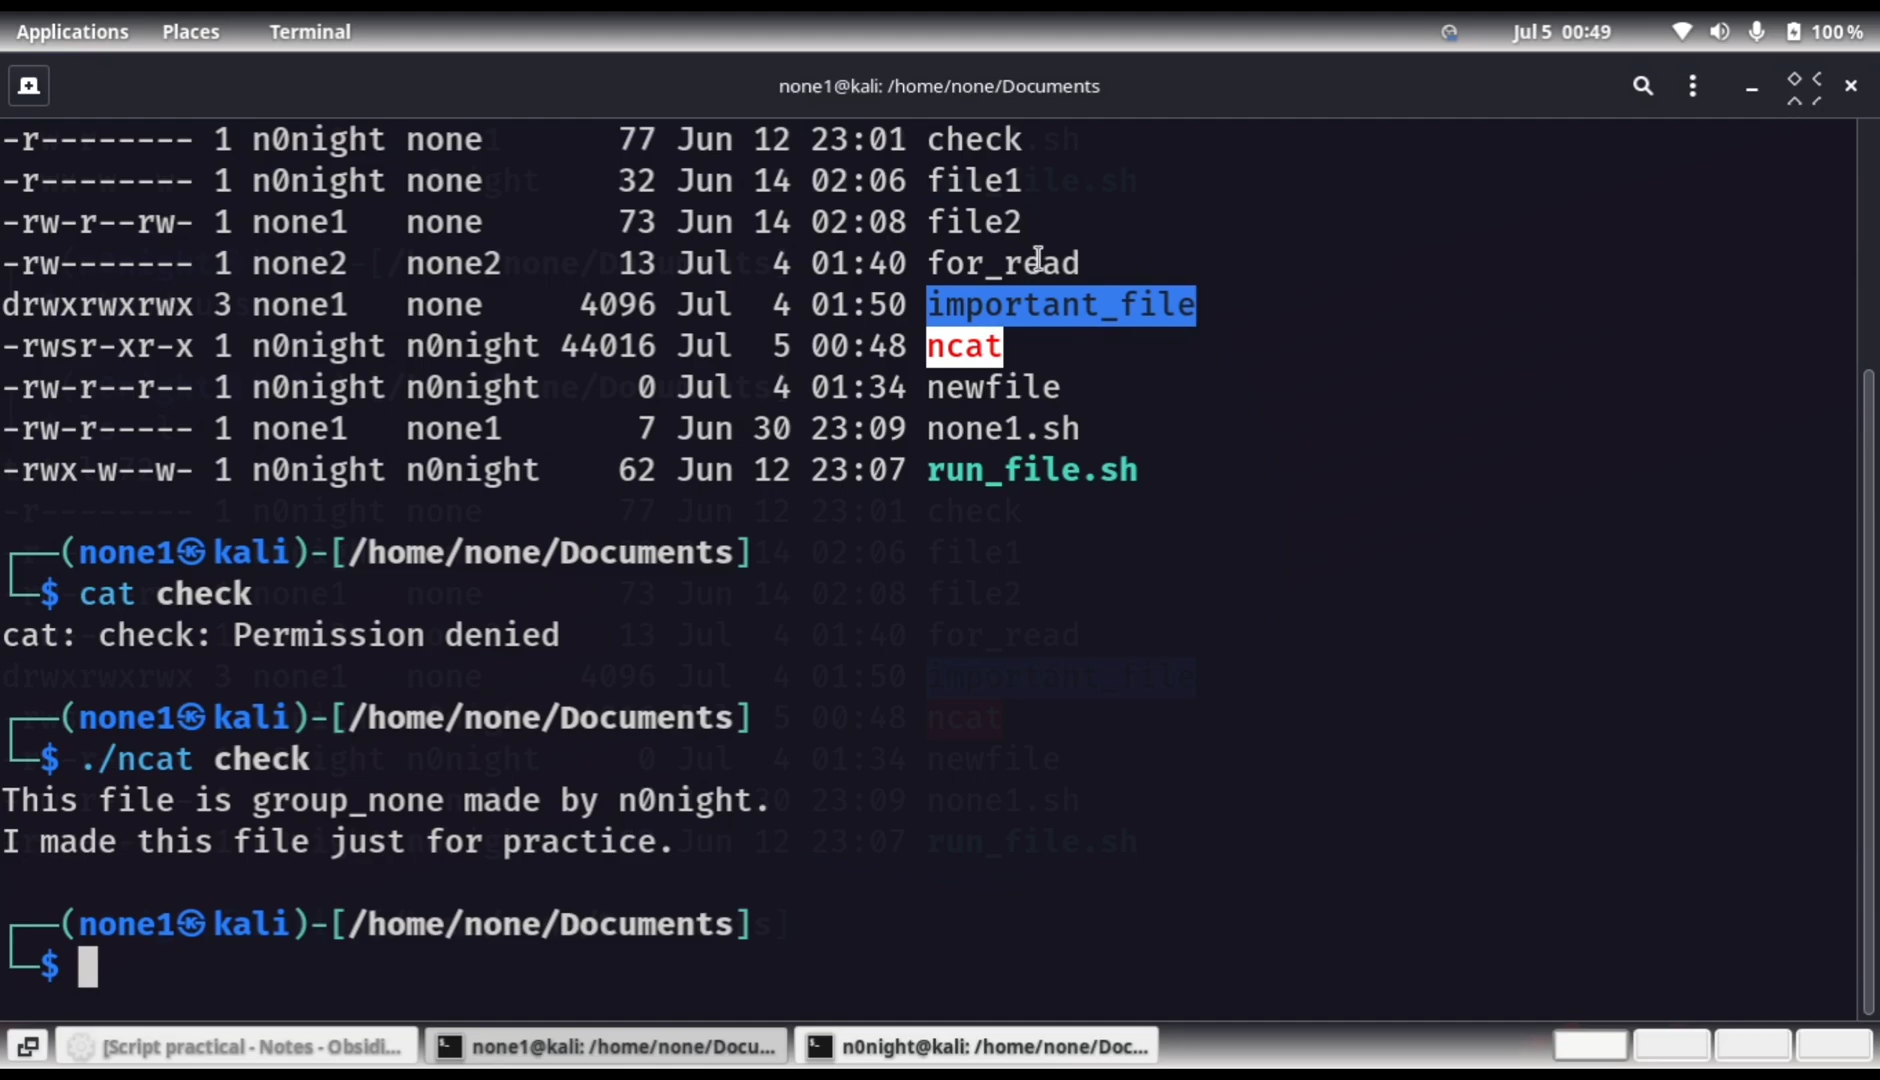 Applications Places Terminal Jul 5 00:49 100 %
none1@kali: /home/none/Documents
-r-------- 1 n0night none 77 Jun 12 23:01 check
-r-------- 1 n0night none 32 Jun 14 02:06 file1
-rw-r--rw- 1 none1 none 73 Jun 14 02:08 file2
-rw------- 1 none2 none2 13 Jul 4 01:40 for_read
drwxrwxrwx 3 none1 none 4096 Jul 4 01:50 important_file
-rwsr-xr-x 1 n0night n0night 44016 Jul 5 00:48 ncat
-rw-r--r-- 1 n0night n0night 0 Jul 4 01:34 newfile
-rw-r----- 1 none1 none1 7 Jun 30 23:09 none1.sh
-rwx-w--w- 1 n0night n0night 62 Jun 12 23:07 run_file.sh
┌──(none1㉿kali)-[/home/none/Documents]
└─$ cat check
cat: check: Permission denied
┌──(none1㉿kali)-[/home/none/Documents]
└─$ ./ncat check
This file is group_none made by n0night.
I made this file just for practice.
┌──(none1㉿kali)-[/home/none/Documents]
└─$
[Script practical - Notes - Obsidi... none1@kali: /home/none/Docu... n0night@kali: /home/none/Doc...